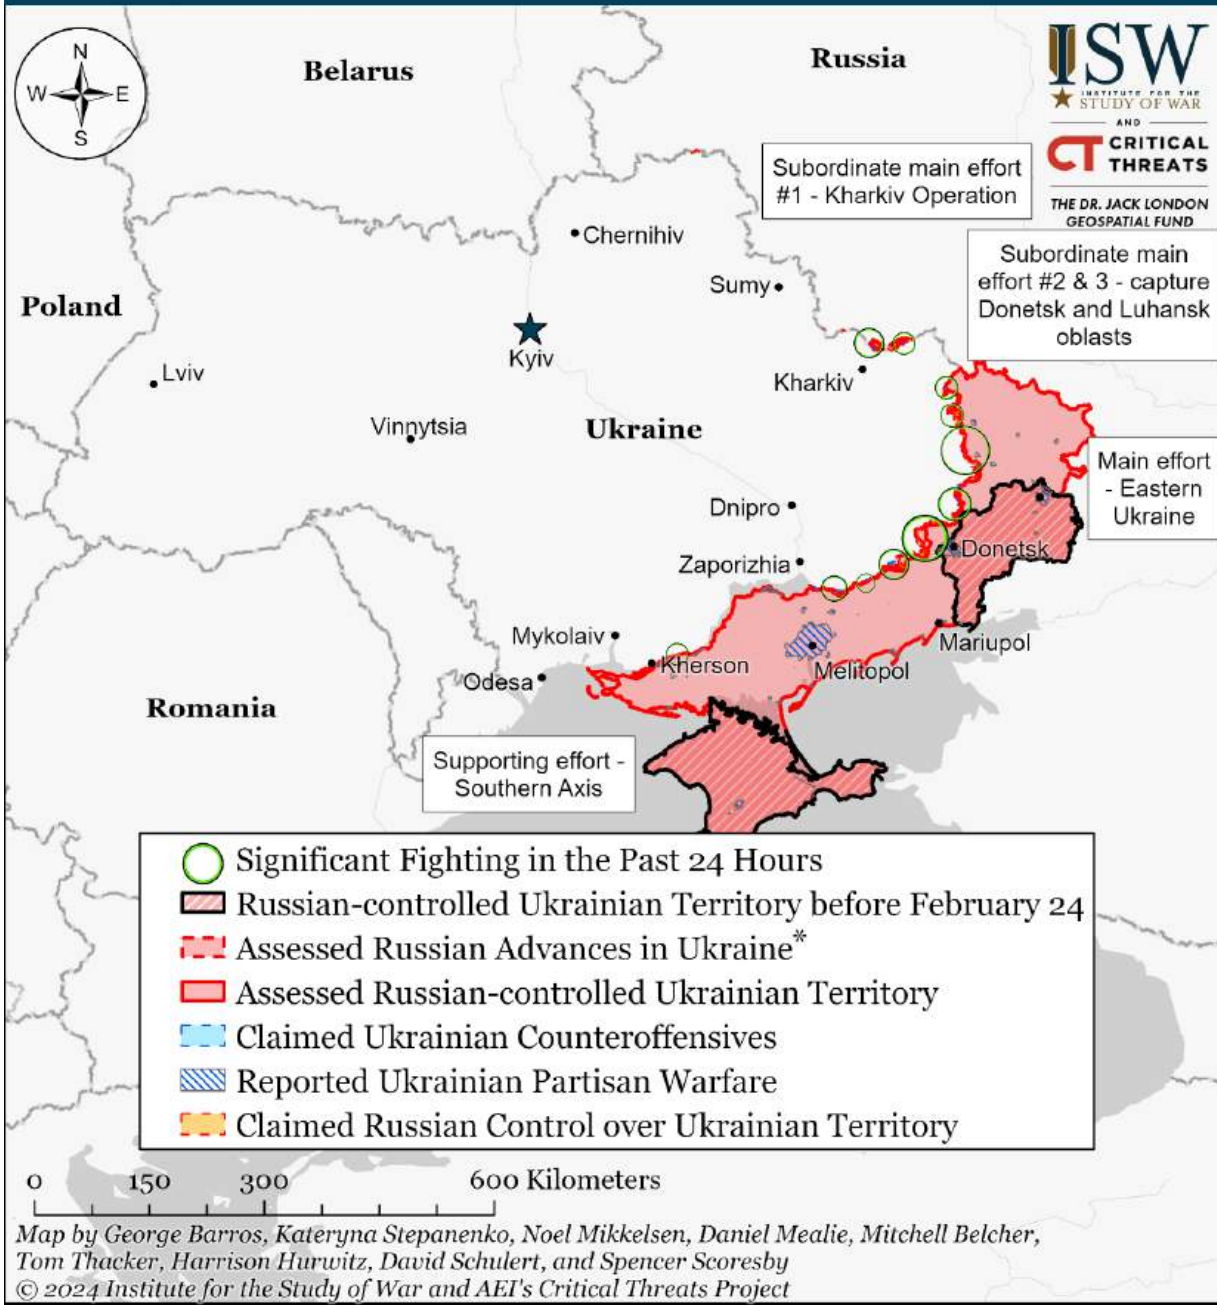 N
W
E
S
Belarus
Russia
ISW
INSTITUTE FOR THE
STUDY OF WAR
AND
CT CRITICAL
THREATS
THE DR. JACK LONDON
GEOSPATIAL FUND
Subordinate main effort
#1 - Kharkiv Operation
Subordinate main
effort #2 & 3 - capture
Donetsk and Luhansk
oblasts
Chernihiv
Sumy
Poland
Kyiv
Lviv
Kharkiv
Vinnytsia
Ukraine
Main effort
- Eastern
Ukraine
Dnipro
Donetsk
Zaporizhia
Mykolaiv
Mariupol
Kherson
Melitopol
Odesa
Romania
Supporting effort -
Southern Axis
Significant Fighting in the Past 24 Hours
Russian-controlled Ukrainian Territory before February 24
Assessed Russian Advances in Ukraine*
Assessed Russian-controlled Ukrainian Territory
Claimed Ukrainian Counteroffensives
Reported Ukrainian Partisan Warfare
Claimed Russian Control over Ukrainian Territory
0 150 300 600 Kilometers
Map by George Barros, Kateryna Stepanenko, Noel Mikkelsen, Daniel Mealie, Mitchell Belcher,
Tom Thacker, Harrison Hurwitz, David Schulert, and Spencer Scoresby
© 2024 Institute for the Study of War and AEI's Critical Threats Project